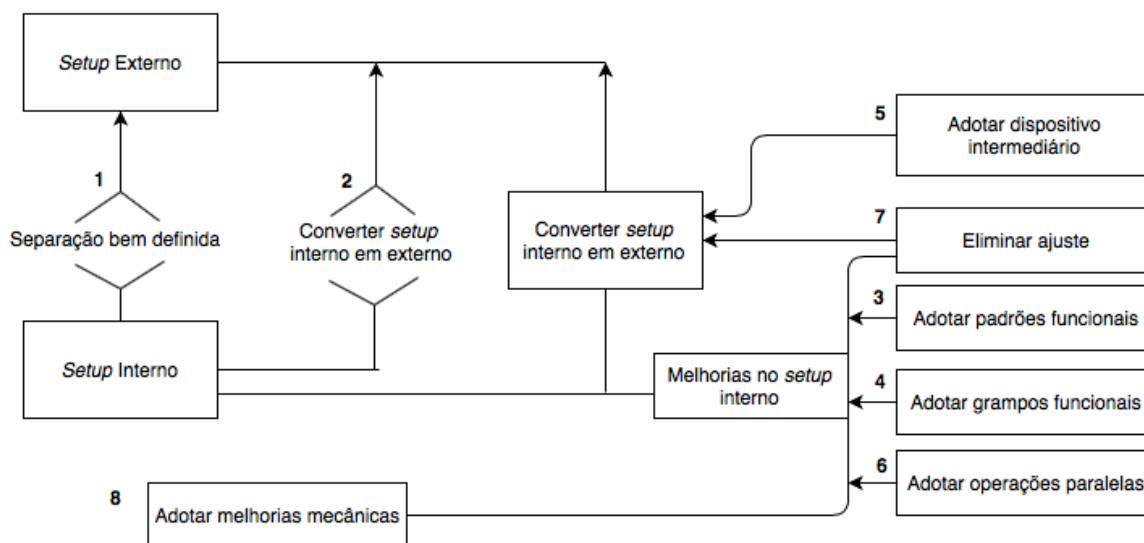 Setup Externo
1
Separação bem definida
Setup Interno
2
Converter setup
interno em externo
Converter setup
interno em externo
5
Adotar dispositivo
intermediário
7
Eliminar ajuste
3
Adotar padrões funcionais
Melhorias no setup
interno
4
Adotar grampos funcionais
6
Adotar operações paralelas
8
Adotar melhorias mecânicas